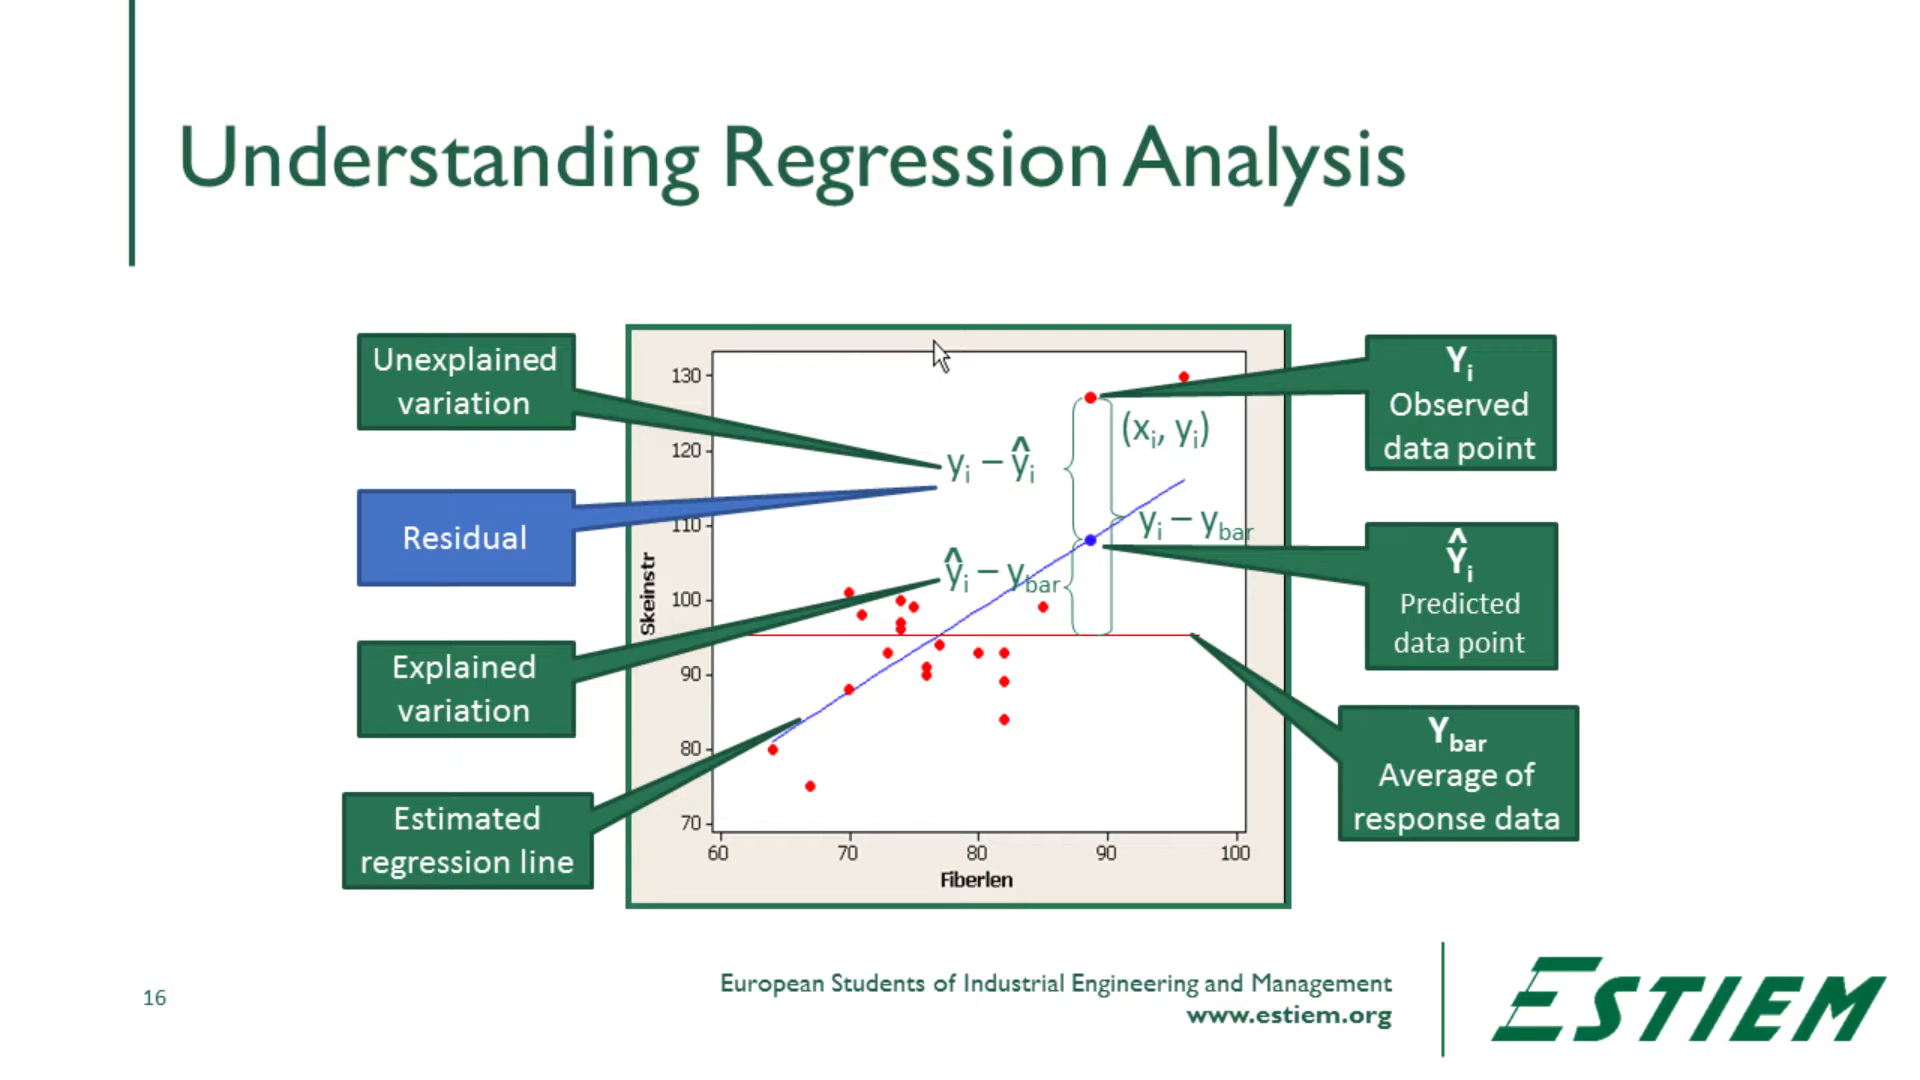 Understanding Regression Analysis
Unexplained
variation
Residual
Explained
variation
Estimated
regression line
130
120
110
100
90
80
70
60
70
80
90
100
Skeinstr
Fiberlen
yi – ŷi
ŷi – ybar
(xi, yi)
yi – ybar
Yi
Observed
data point
Ŷi
Predicted
data point
Ybar
Average of
response data
16
European Students of Industrial Engineering and Management
www.estiem.org
ESTIEM